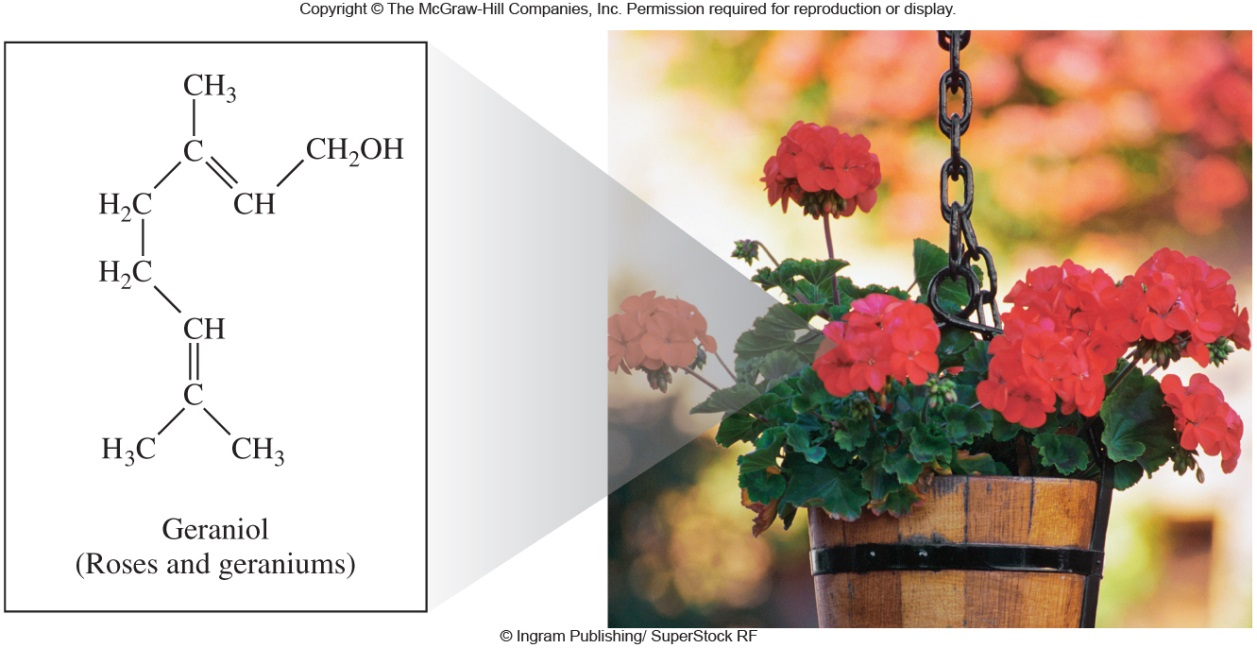 Copyright © The McGraw-Hill Companies, Inc. Permission required for reproduction or display.
CH₃
C
CH₂OH
H₂C
CH
H₂C
CH
C
H₃C
CH₃
Geraniol
(Roses and geraniums)
© Ingram Publishing/ SuperStock RF